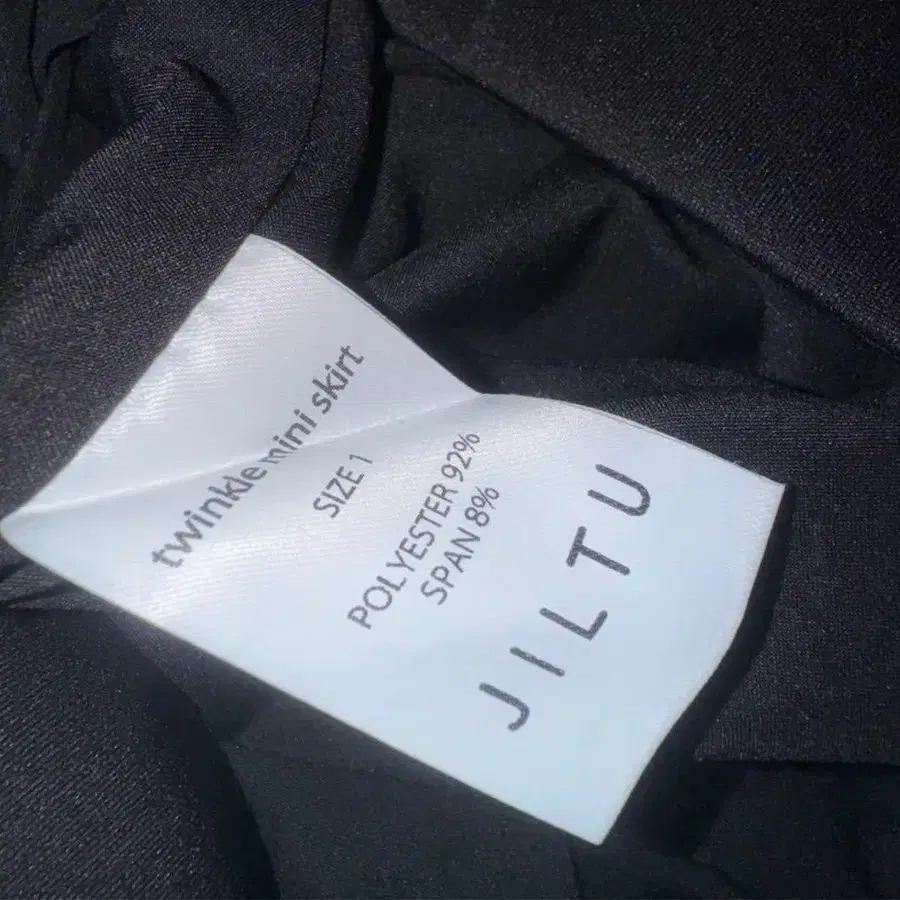 twinkle mini skirt
SIZE 1
POLYESTER 92%
SPAN 8%
JILTU